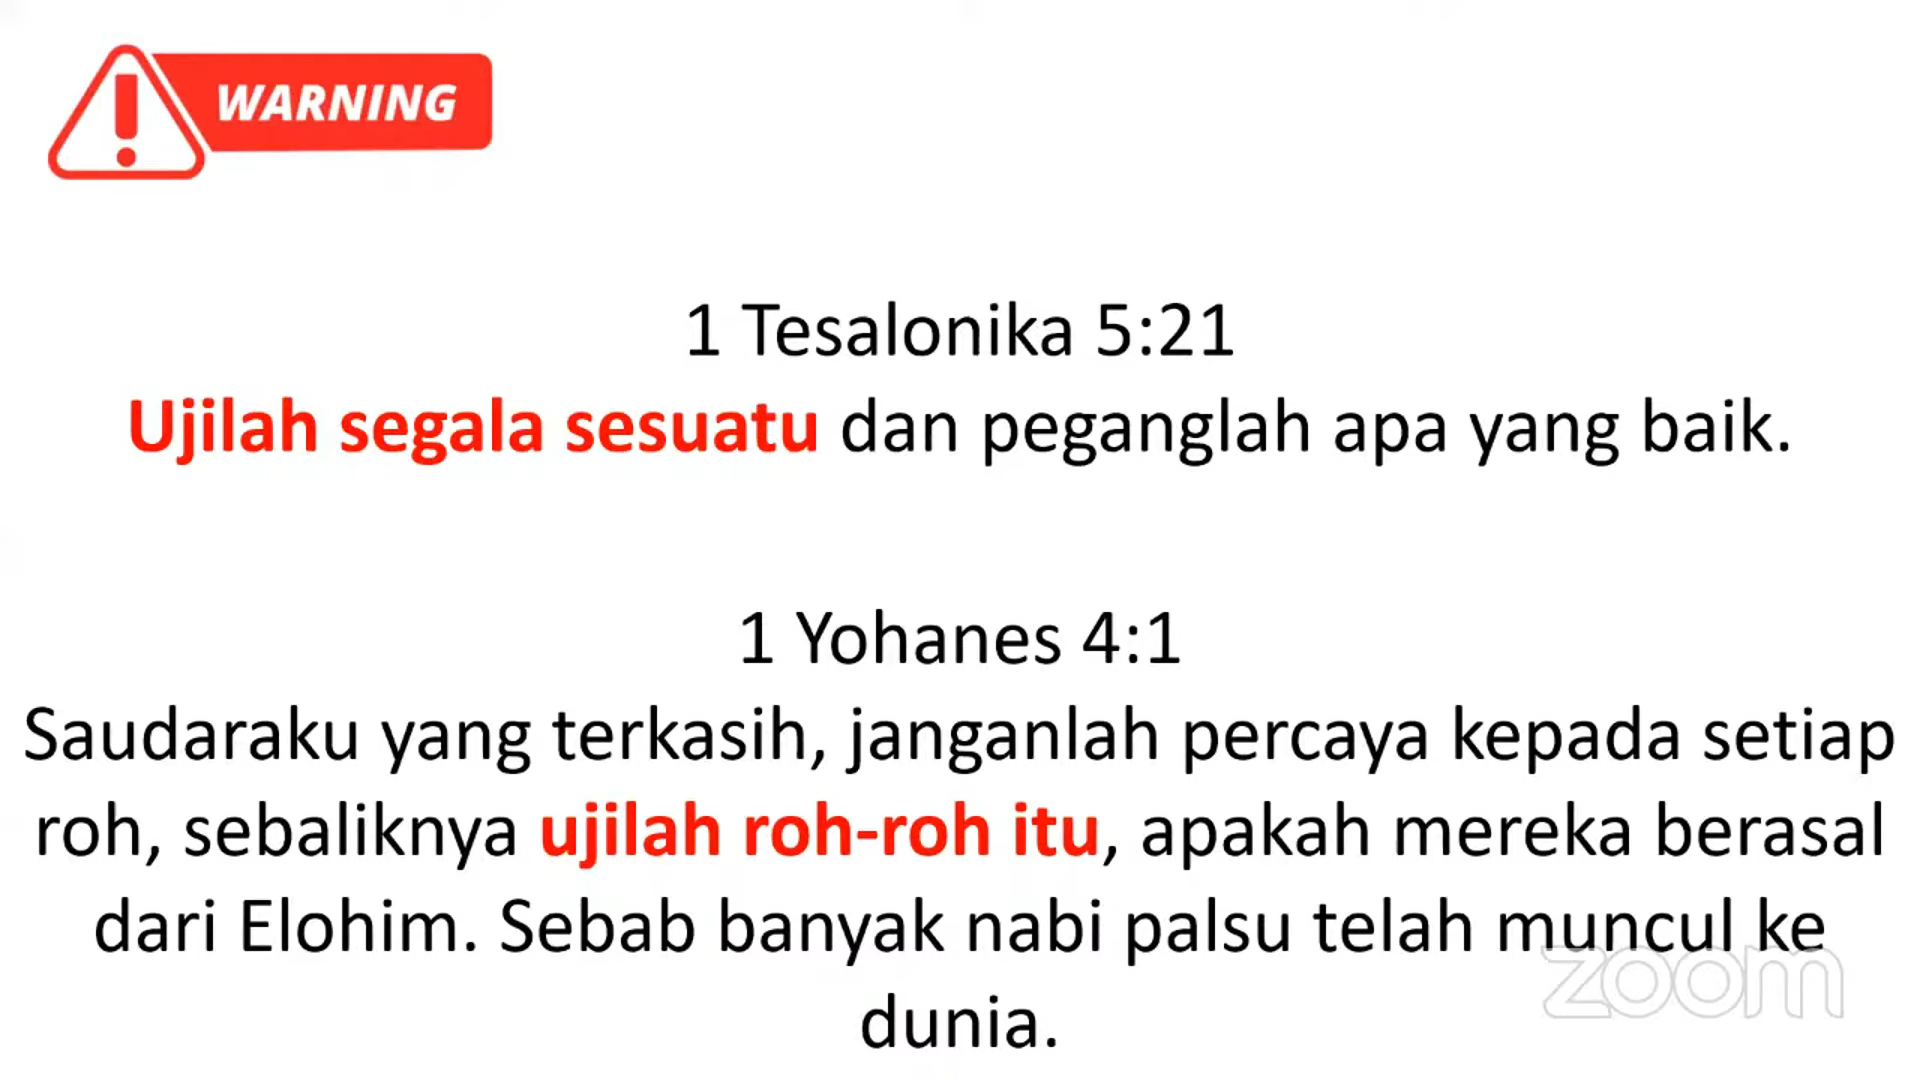 WARNING
1 Tesalonika 5:21
Ujilah segala sesuatu dan peganglah apa yang baik.
1 Yohanes 4:1
Saudaraku yang terkasih, janganlah percaya kepada setiap
roh, sebaliknya ujilah roh-roh itu, apakah mereka berasal
dari Elohim. Sebab banyak nabi palsu telah muncul ke
dunia.
zoom